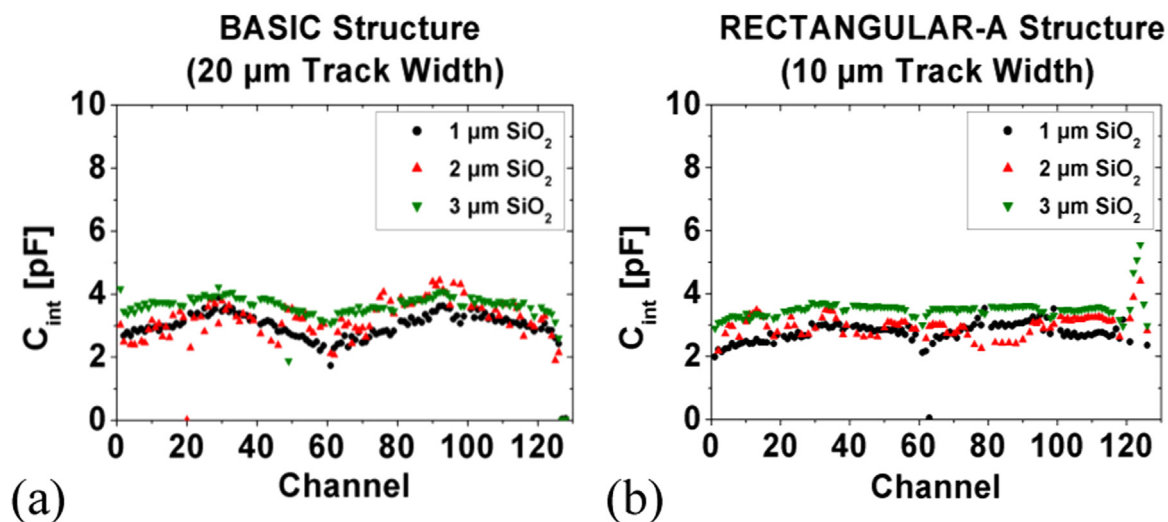 BASIC Structure
(20 µm Track Width)
10
8
6
4
2
0
C_int [pF]
1 µm SiO₂
2 µm SiO₂
3 µm SiO₂
0 20 40 60 80 100 120
Channel
(a)
RECTANGULAR-A Structure
(10 µm Track Width)
10
8
6
4
2
0
C_int [pF]
1 µm SiO₂
2 µm SiO₂
3 µm SiO₂
0 20 40 60 80 100 120
Channel
(b)